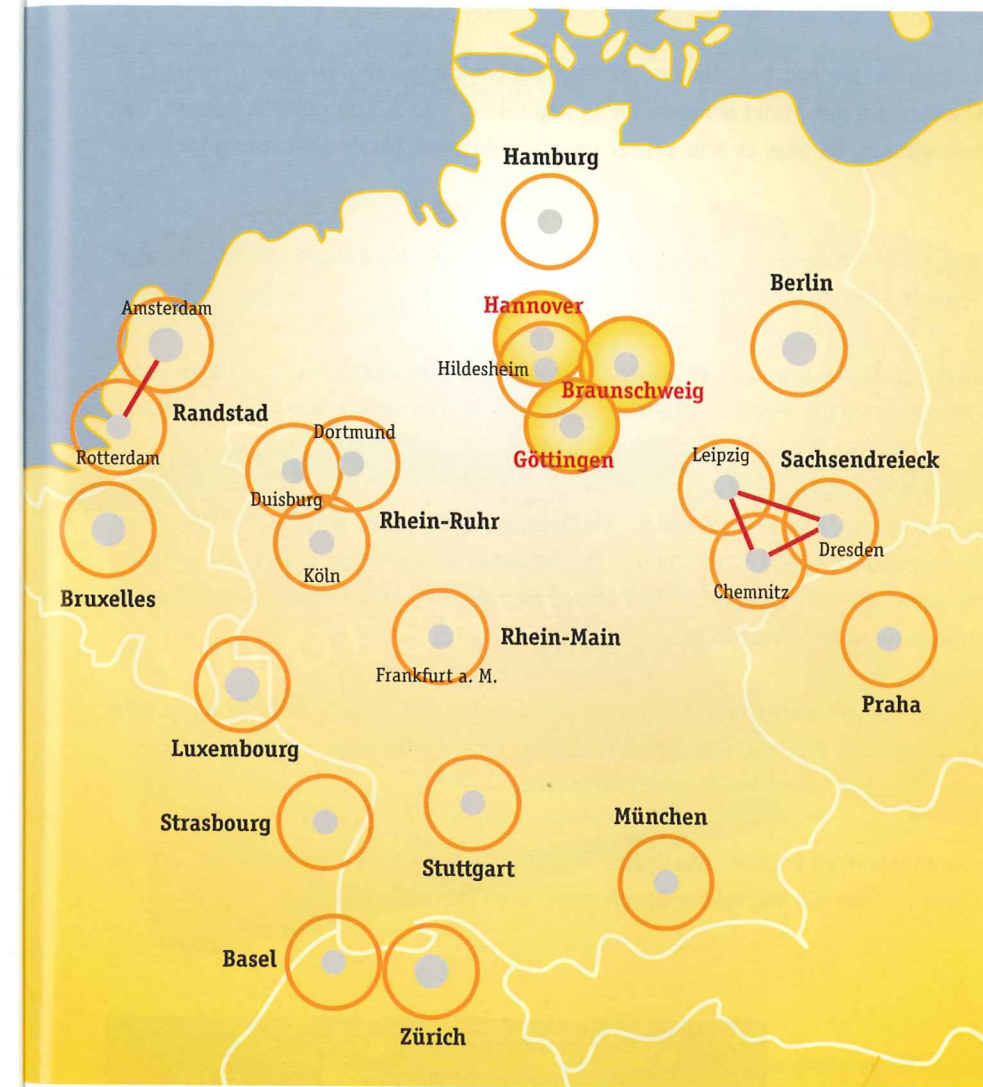 Hamburg
Berlin
Hannover
Amsterdam
Hildesheim
Braunschweig
Randstad
Dortmund
Rotterdam
Göttingen
Leipzig
Sachsendreieck
Duisburg
Rhein-Ruhr
Dresden
Köln
Chemnitz
Bruxelles
Rhein-Main
Frankfurt a. M.
Praha
Luxembourg
Strasbourg
München
Stuttgart
Basel
Zürich